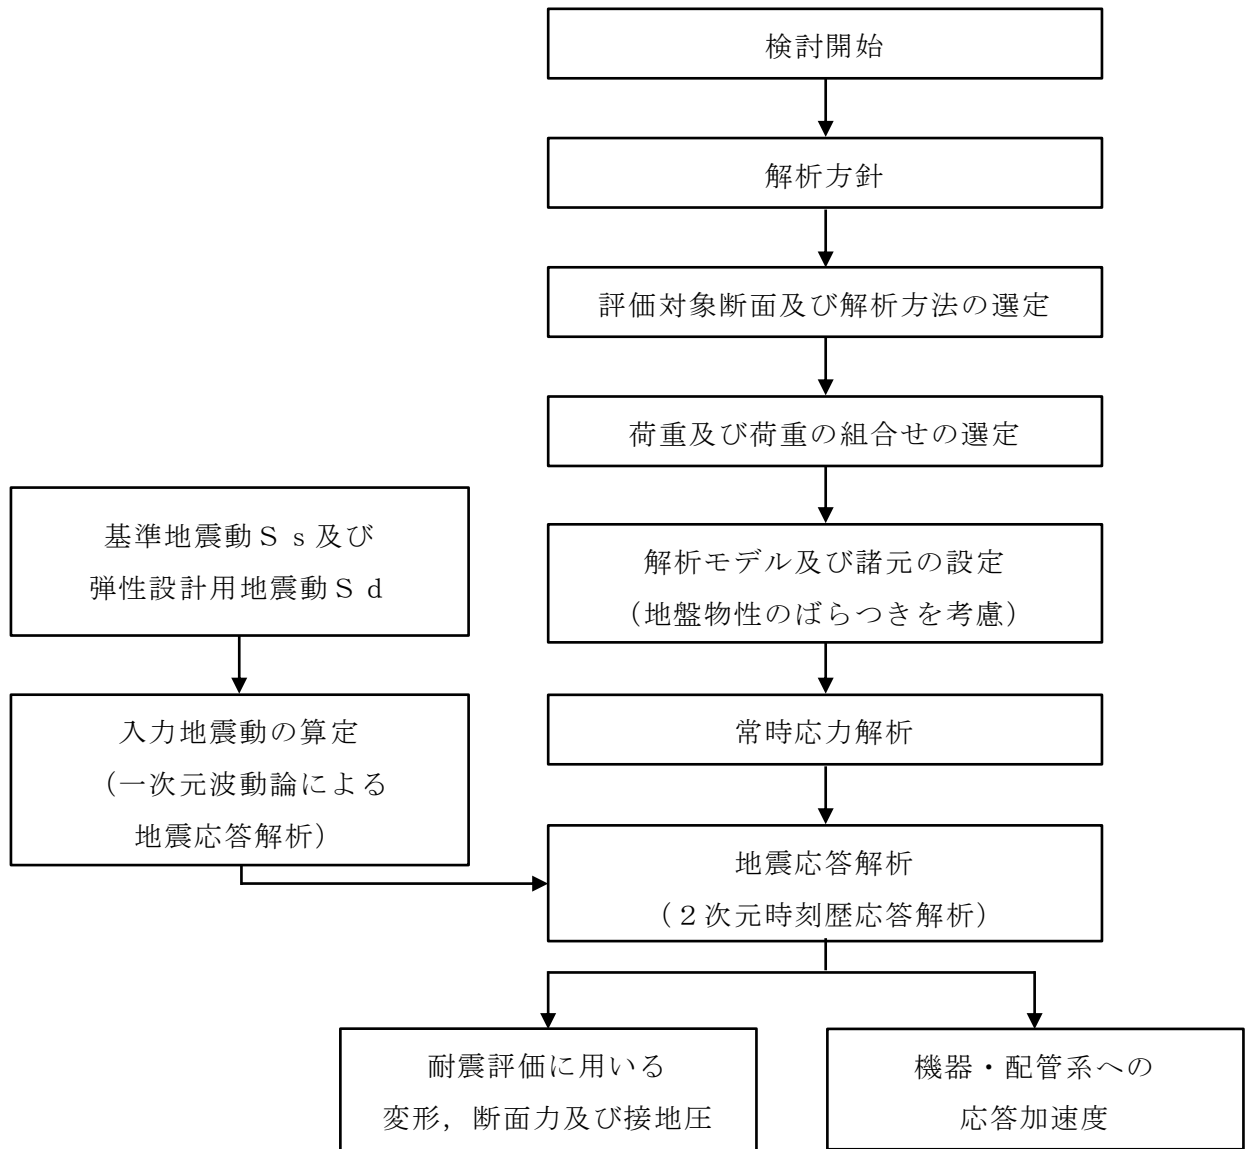 検討開始
解析方針
評価対象断面及び解析方法の選定
荷重及び荷重の組合せの選定
基準地震動Ｓｓ及び
弾性設計用地震動Ｓｄ
解析モデル及び諸元の設定
（地盤物性のばらつきを考慮）
入力地震動の算定
（一次元波動論による
地震応答解析）
常時応力解析
地震応答解析
（２次元時刻歴応答解析）
耐震評価に用いる
変形，断面力及び接地圧
機器・配管系への
応答加速度